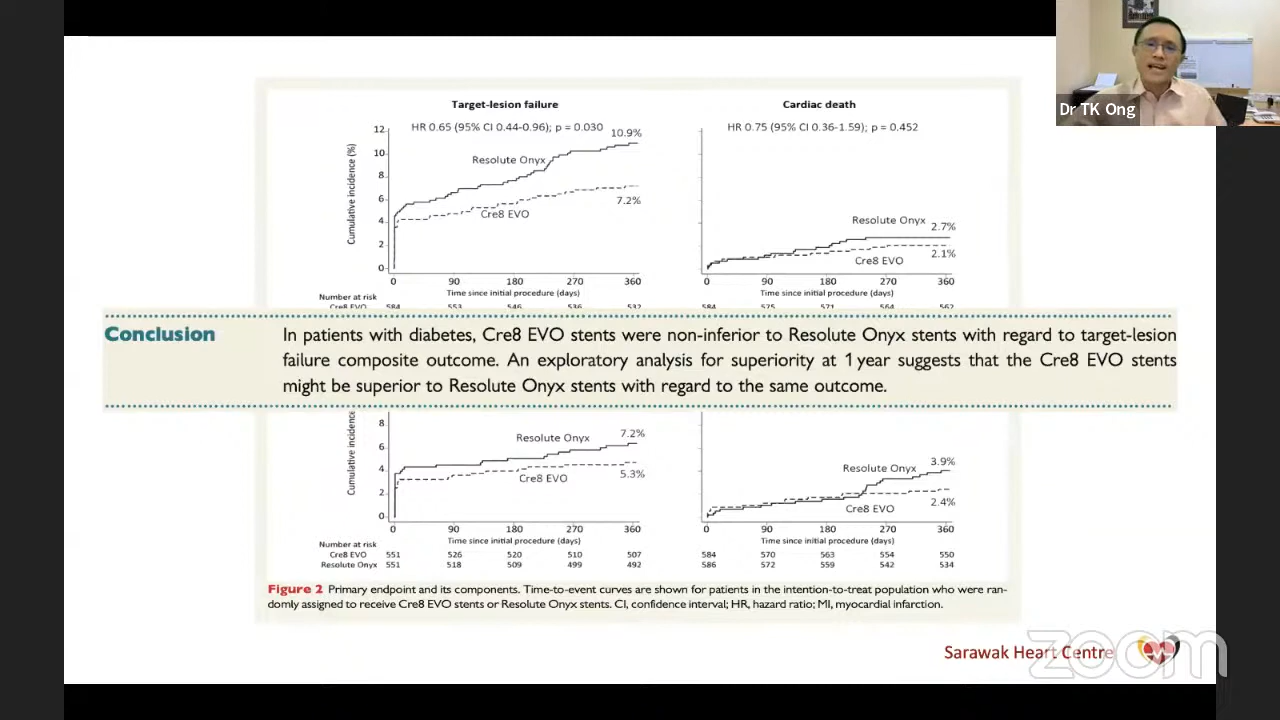 Dr TK Ong
Target-lesion failure
HR 0.65 (95% CI 0.44-0.96); p = 0.030
12
10
8
6
4
2
0
Cumulative incidence (%)
10.9%
Resolute Onyx
7.2%
Cre8 EVO
0 90 180 270 360
Time since initial procedure (days)
Cardiac death
HR 0.75 (95% CI 0.36-1.59); p = 0.452
Resolute Onyx
2.7%
2.1%
Cre8 EVO
0 90 180 270 360
Time since initial procedure (days)
Number at risk
Cre8 EVO 584 553 546 536 532 584 575 571 564 562
Conclusion
In patients with diabetes, Cre8 EVO stents were non-inferior to Resolute Onyx stents with regard to target-lesion
failure composite outcome. An exploratory analysis for superiority at 1 year suggests that the Cre8 EVO stents
might be superior to Resolute Onyx stents with regard to the same outcome.
8
6
4
2
0
Cumulative incidence
Resolute Onyx
7.2%
Cre8 EVO
5.3%
0 90 180 270 360
Time since initial procedure (days)
Resolute Onyx
3.9%
Cre8 EVO
2.4%
0 90 180 270 360
Time since initial procedure (days)
Number at risk
Cre8 EVO 551 526 520 510 507 584 570 563 554 550
Resolute Onyx 551 518 509 499 492 586 572 559 542 534
Figure 2 Primary endpoint and its components. Time-to-event curves are shown for patients in the intention-to-treat population who were ran-
domly assigned to receive Cre8 EVO stents or Resolute Onyx stents. CI, confidence interval; HR, hazard ratio; MI, myocardial infarction.
Sarawak Heart Centre
zoom